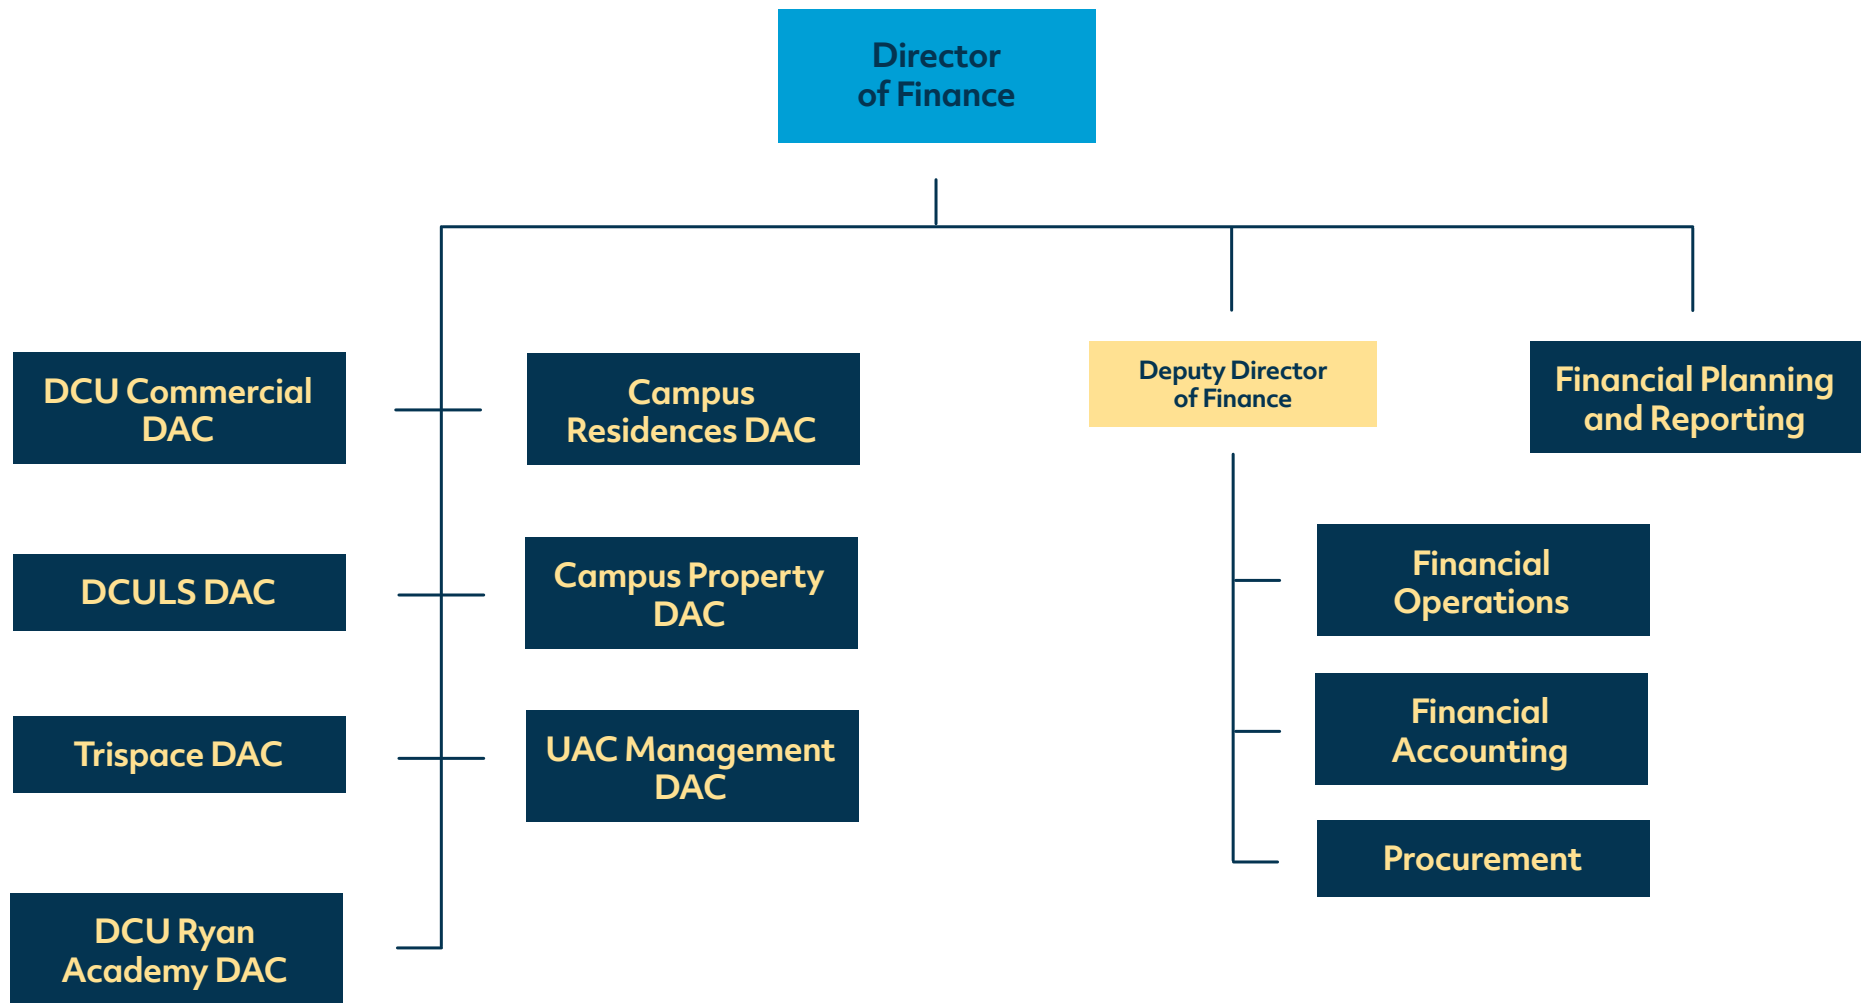 Director
of Finance
DCU Commercial
DAC
Campus
Residences DAC
Deputy Director
of Finance
Financial Planning
and Reporting
DCULS DAC
Campus Property
DAC
Financial
Operations
Trispace DAC
UAC Management
DAC
Financial
Accounting
Procurement
DCU Ryan
Academy DAC